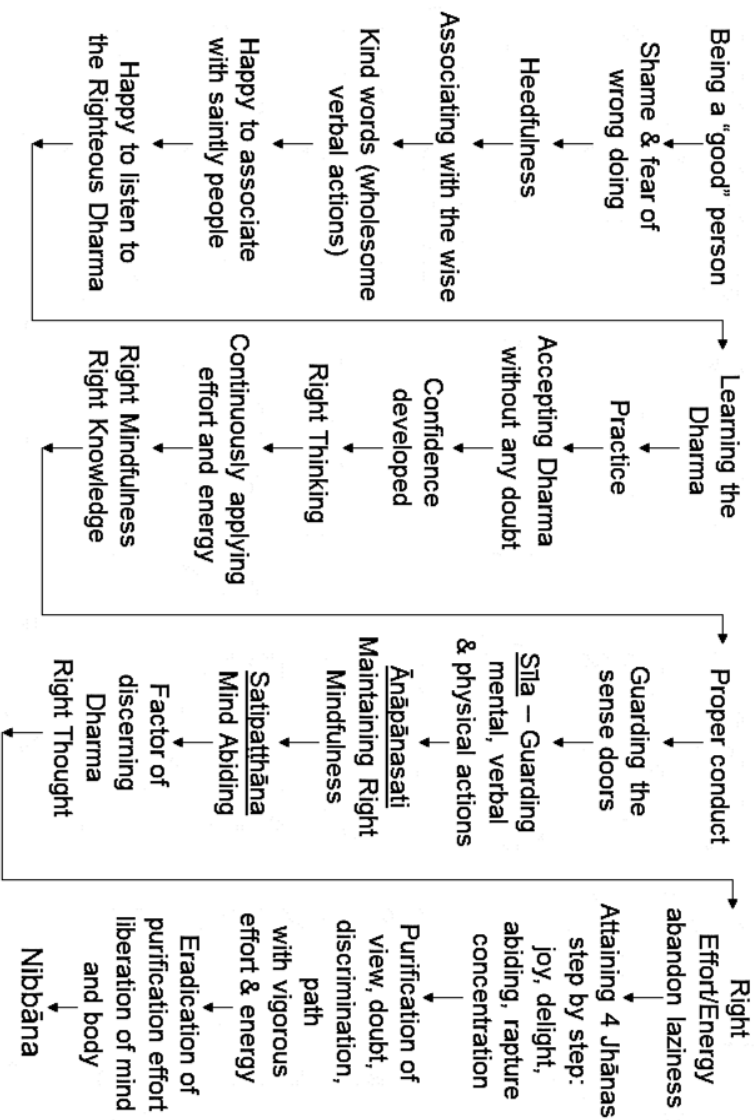 Being a “good” person
Shame & fear of
wrong doing
Heedfulness
Associating with the wise
Kind words (wholesome
verbal actions)
Happy to associate
with saintly people
Happy to listen to
the Righteous Dharma
Learning the
Dharma
Practice
Accepting Dharma
without any doubt
Confidence
developed
Right Thinking
Continuously applying
effort and energy
Right Mindfulness
Right Knowledge
Proper conduct
Guarding the
sense doors
Sīla – Guarding
mental, verbal
& physical actions
Ānāpānasati
Maintaining Right
Mindfulness
Satipaṭṭhāna
Mind Abiding
Factor of
discerning
Dharma
Right Thought
Right
Effort/Energy
abandon laziness
Attaining 4 Jhānas
step by step:
joy, delight,
abiding, rapture
concentration
Purification of
view, doubt,
discrimination,
path
with vigorous
effort & energy
Eradication of
purification effort
liberation of mind
and body
Nibbāna